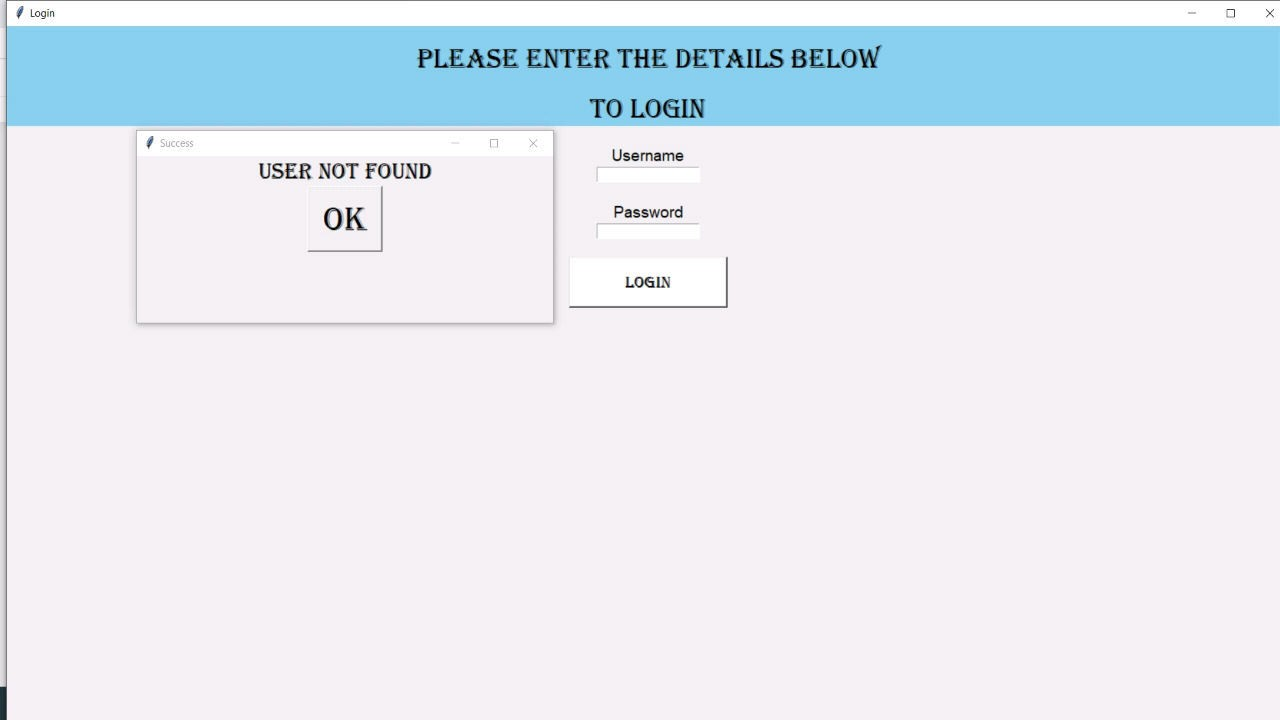 Login
PLEASE ENTER THE DETAILS BELOW
TO LOGIN
Success
USER NOT FOUND
OK
Username
Password
LOGIN